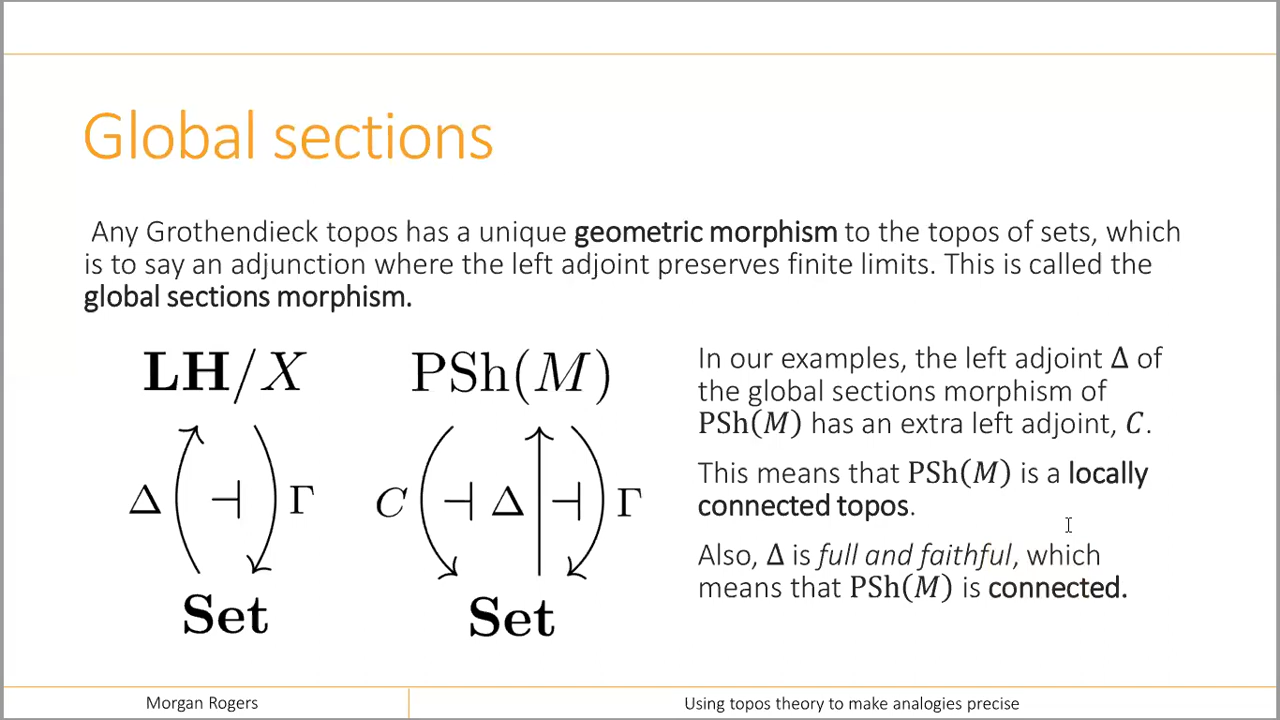 Global sections
Any Grothendieck topos has a unique geometric morphism to the topos of sets, which
is to say an adjunction where the left adjoint preserves finite limits. This is called the
global sections morphism.
LH/X
PSh(M)
Δ ⊣ Γ
C ⊣ Δ ⊣ Γ
Set
Set
In our examples, the left adjoint Δ of
the global sections morphism of
PSh(M) has an extra left adjoint, C.
This means that PSh(M) is a locally
connected topos.
Also, Δ is full and faithful, which
means that PSh(M) is connected.
Morgan Rogers
Using topos theory to make analogies precise